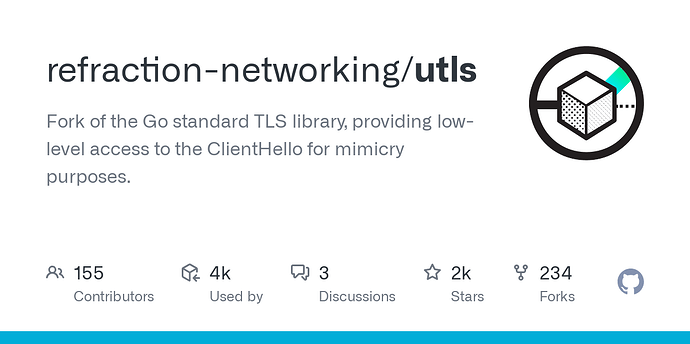 refraction-networking/utls
Fork of the Go standard TLS library, providing low-
level access to the ClientHello for mimicry
purposes.
155
Contributors
4k
Used by
3
Discussions
2k
Stars
234
Forks